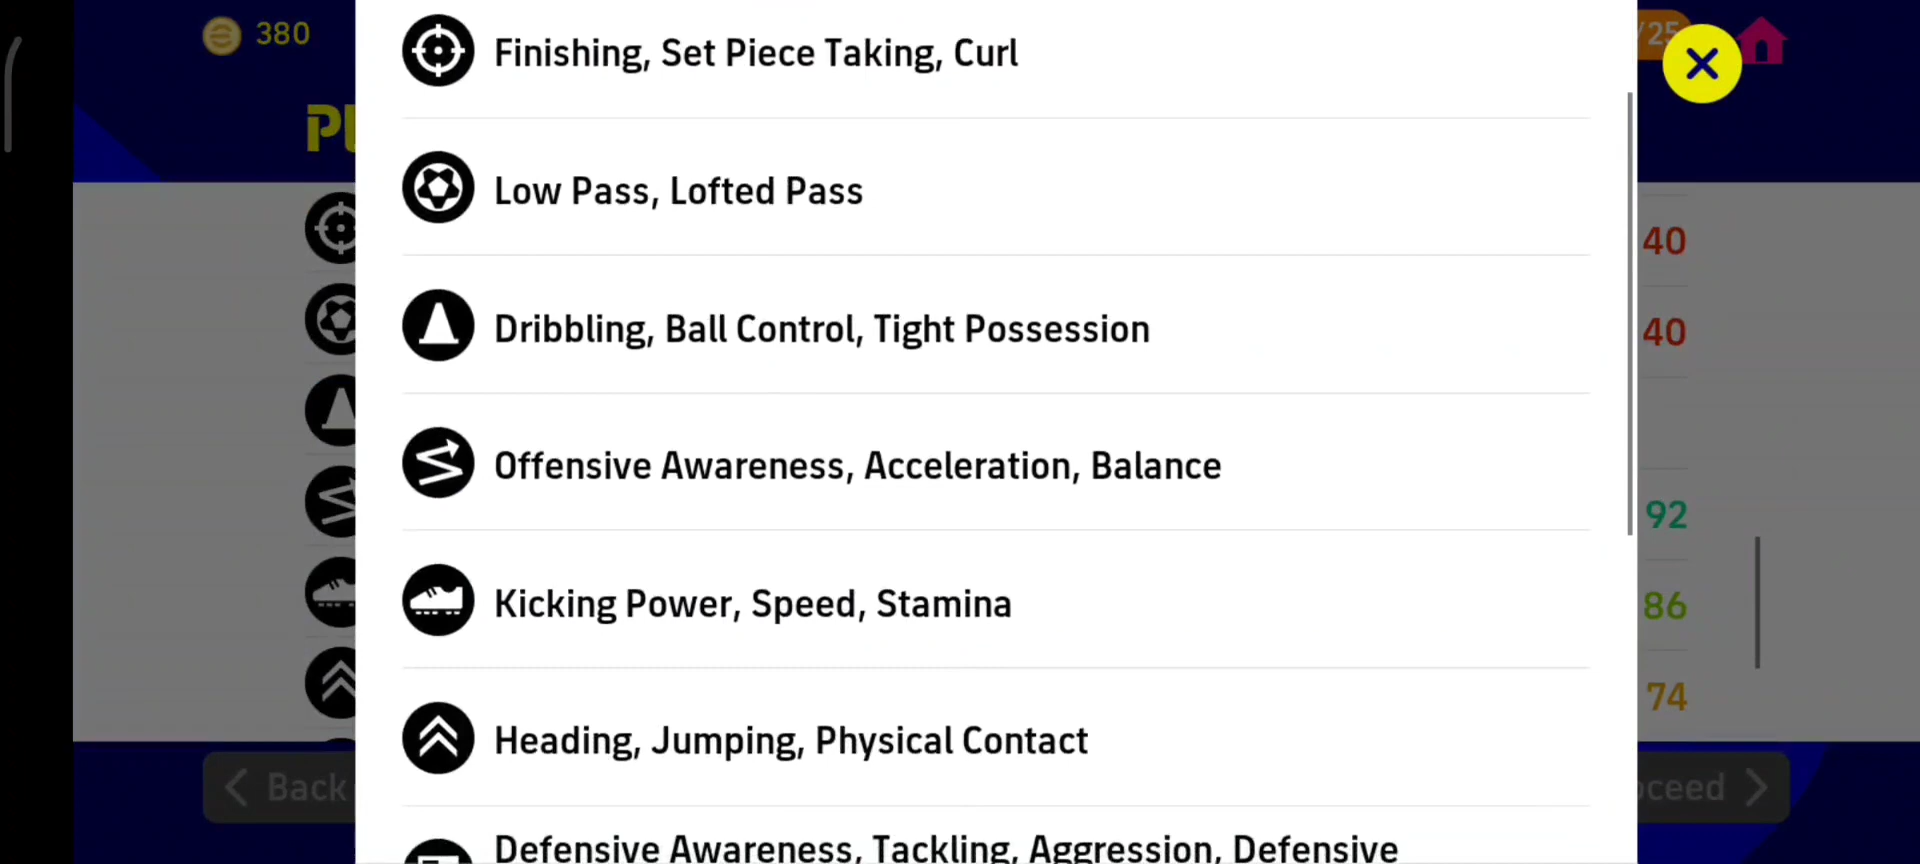 380
Finishing, Set Piece Taking, Curl
/25
Low Pass, Lofted Pass
40
Dribbling, Ball Control, Tight Possession
40
Offensive Awareness, Acceleration, Balance
92
Kicking Power, Speed, Stamina
86
Heading, Jumping, Physical Contact
74
Back
Defensive Awareness, Tackling, Aggression, Defensive